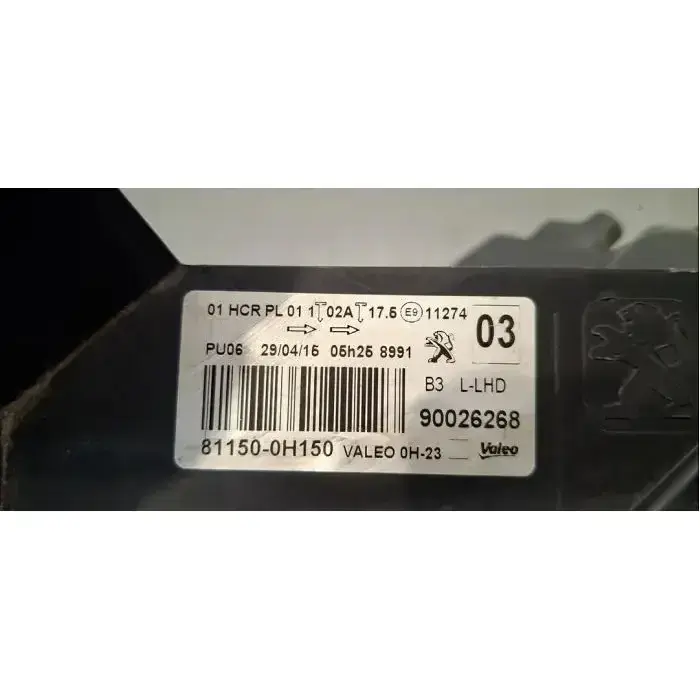 01 HCR PL 01 1 02A 17.5 E9 11274
03
PU06 29/04/15 05h25 8991
B3 L-LHD
90026268
81150-0H150 VALEO 0H-23 Valeo